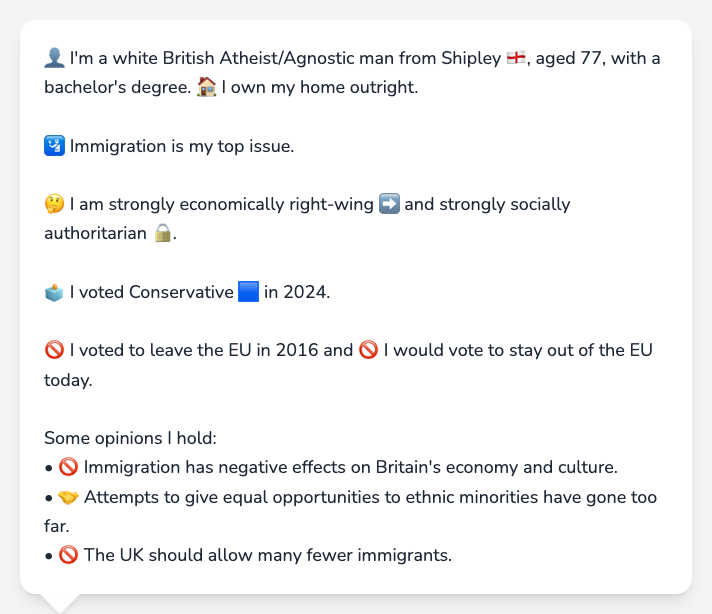 👤 I'm a white British Atheist/Agnostic man from Shipley 🏴󠁧󠁢󠁥󠁮󠁧󠁿, aged 77, with a
bachelor's degree. 🏠 I own my home outright.
🛂 Immigration is my top issue.
🤔 I am strongly economically right-wing ➡️ and strongly socially
authoritarian 🔒.
🗳️ I voted Conservative 🟦 in 2024.
🚫 I voted to leave the EU in 2016 and 🚫 I would vote to stay out of the EU
today.
Some opinions I hold:
• 🚫 Immigration has negative effects on Britain's economy and culture.
• 🤝 Attempts to give equal opportunities to ethnic minorities have gone too
far.
• 🚫 The UK should allow many fewer immigrants.